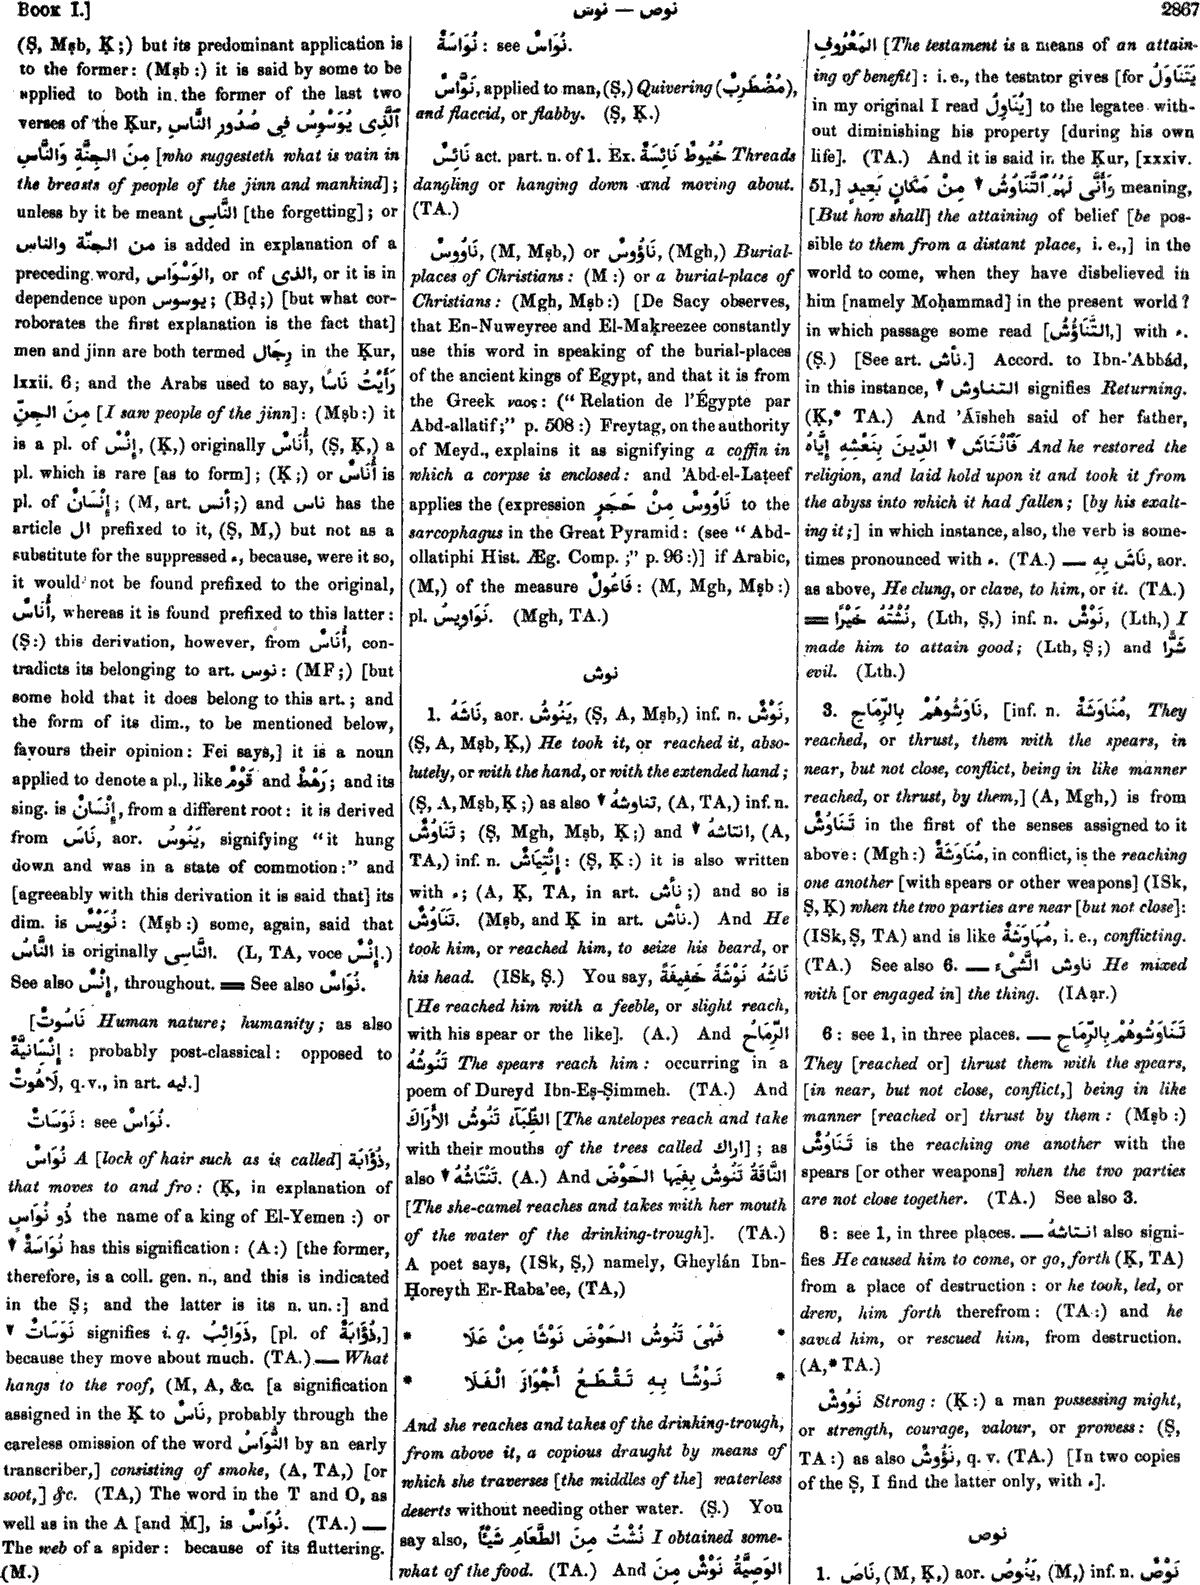 BOOK I.]
نوس — نوص
2867
(Ṣ, Mṣb, Ḳ;) but its predominant application is
to the former: (Mṣb:) it is said by some to be
applied to both in the former of the last two
verses of the Ḳur, ٱلَّذِى يُوَسْوِسُ فِى صُدُورِ النَّاسِ
مِنَ الجِنَّةِ وَالنَّاسِ [who suggesteth what is vain in
the breasts of people of the jinn and mankind];
unless by it be meant النَّاسِى [the forgetting]; or
من الجنّة والناس is added in explanation of a
preceding word, الوَسْوَاس, or of الذى, or it is in
dependence upon يوسوس; (Bḍ;) [but what cor-
roborates the first explanation is the fact that]
men and jinn are both termed رِجَال in the Ḳur,
lxxii. 6; and the Arabs used to say, رَأَيْتُ نَاسًا
مِنَ الجِنِّ [I saw people of the jinn]: (Mṣb:) it
is a pl. of إِنْسٌ, (Ḳ,) originally أُنَاسٌ, (Ṣ, Ḳ,) a
pl. which is rare [as to form]; (Ḳ;) or أُنَاسٌ is
pl. of إِنْسَانٌ; (M, art. أنس;) and ناس has the
article ال prefixed to it, (Ṣ, M,) but not as a
substitute for the suppressed ء, because, were it so,
it would not be found prefixed to the original,
أُنَاسٌ, whereas it is found prefixed to this latter:
(Ṣ:) this derivation, however, from أُنَاسٌ, con-
tradicts its belonging to art. نوس: (MF;) [but
some hold that it does belong to this art.; and
the form of its dim., to be mentioned below,
favours their opinion: Fei says,] it is a noun
applied to denote a pl., like قَوْمٌ and رَهْطٌ; and its
sing. is إِنْسَانٌ, from a different root: it is derived
from نَاسَ, aor. يَنُوسُ, signifying "it hung
down and was in a state of commotion:" and
[agreeably with this derivation it is said that] its
dim. is نُوَيْسٌ: (Mṣb:) some, again, said that
النَّاسُ is originally النَّاسِى. (L, TA, voce إِنْسٌ.)
See also إِنْسٌ, throughout. ═ See also نُوَاسٌ.
[نَاسُوتٌ Human nature; humanity; as also
إِنْسَانِيَّةٌ: probably post-classical: opposed to
لَاهُوتٌ, q. v., in art. ليه.]
نَوَسَاتٌ: see نُوَاسٌ.
نُوَاسٌ A [lock of hair such as is called] ذُؤَابَة,
that moves to and fro: (Ḳ, in explanation of
ذُو نُوَاسٍ the name of a king of El-Yemen:) or
▼ نُوَاسَةٌ has this signification: (A:) [the former,
therefore, is a coll. gen. n., and this is indicated
in the Ṣ; and the latter is its n. un.:] and
▼ نَوَسَاتٌ signifies i. q. ذَوَائِبُ, [pl. of ذُؤَابَةٌ,]
because they move about much. (TA.) — What
hangs to the roof, (M, A, &c. [a signification
assigned in the Ḳ to نَاسٌ, probably through the
careless omission of the word النُّوَاسُ by an early
transcriber,] consisting of smoke, (A, TA,) [or
soot,] &c. (TA,) The word in the T and O, as
well as in the A [and M], is نُوَاسٌ. (TA.) —
The web of a spider: because of its fluttering.
(M.)
نُوَاسَةٌ: see نُوَاسٌ.
نَوَّاسٌ, applied to man, (Ṣ,) Quivering (مُضْطَرِبٌ),
and flaccid, or flabby. (Ṣ, Ḳ.)
نَائِسٌ act. part. n. of 1. Ex. خُيُوطٌ نَائِسَةٌ Threads
dangling or hanging down and moving about.
(TA.)
نَاوُوسٌ, (M, Mṣb,) or نَاؤُوسٌ, (Mgh,) Burial-
places of Christians: (M:) or a burial-place of
Christians: (Mgh, Mṣb:) [De Sacy observes,
that En-Nuweyree and El-Maḳreezee constantly
use this word in speaking of the burial-places
of the ancient kings of Egypt, and that it is from
the Greek ναος: ("Relation de l'Égypte par
Abd-allatif;" p. 508:) Freytag, on the authority
of Meyd., explains it as signifying a coffin in
which a corpse is enclosed: and 'Abd-el-Laṭeef
applies the (expression نَاوُوسٌ مِنْ حَجَرٍ to the
sarcophagus in the Great Pyramid: (see "Abd-
ollatiphi Hist. Æg. Comp.;" p. 96:)] if Arabic,
(M,) of the measure فَاعُولٌ: (M, Mgh, Mṣb:)
pl. نَوَاوِيسُ. (Mgh, TA.)
نوش
1. نَاشَهُ, aor. يَنُوشُ, (Ṣ, A, Mṣb,) inf. n. نَوْشٌ,
(Ṣ, A, Mṣb, Ḳ,) He took it, or reached it, abso-
lutely, or with the hand, or with the extended hand;
(Ṣ, A, Mṣb, Ḳ;) as also ▼ تناوشهُ, (A, TA,) inf. n.
تَنَاوُشٌ; (Ṣ, Mgh, Mṣb, Ḳ;) and ▼ انتاشهُ, (A,
TA,) inf. n. إِنْتِيَاشٌ: (Ṣ, Ḳ:) it is also written
with ء; (A, Ḳ, TA, in art. نأش;) and so is
تَنَاوُشٌ. (Mṣb, and Ḳ in art. نأش.) And He
took him, or reached him, to seize his beard, or
his head. (ISk, Ṣ.) You say, نَاشَهُ نَوْشَةً خَفِيفَةً
[He reached him with a feeble, or slight reach,
with his spear or the like]. (A.) And الرِّمَاحُ
تَنُوشُهُ The spears reach him: occurring in a
poem of Dureyd Ibn-Eṣ-Ṣimmeh. (TA.) And
الظِّبَآءُ تَنُوشُ الأَرَاكَ [The antelopes reach and take
with their mouths of the trees called اراك]; as
also ▼ تَنْتَاشُهُ. (A.) And النَّاقَةُ تَنُوشُ بِفِيهَا الحَوْضَ
[The she-camel reaches and takes with her mouth
of the water of the drinking-trough]. (TA.)
A poet says, (ISk, Ṣ,) namely, Gheylán Ibn-
Ḥoreyth Er-Raba'ee, (TA,)
* فَهْىَ تَنُوشُ الحَوْضَ نَوْشًا مِنْ عَلَا *
* نَوْشًا بِهِ تَقْطَعُ أَجْوَازَ الْفَلَا *
And she reaches and takes of the drinking-trough,
from above it, a copious draught by means of
which she traverses [the middles of the] waterless
deserts without needing other water. (Ṣ.) You
say also, نُشْتُ مِنَ الطَّعَامِ شَيْئًا I obtained some-
what of the food. (TA.) And الوَصِيَّةُ نَوْشٌ مِنَ
المَعْرُوفِ [The testament is a means of an attain-
ing of benefit]: i. e., the testator gives [for يَتَنَاوَلُ
in my original I read يُنَاوِلُ] to the legatee with-
out diminishing his property [during his own
life]. (TA.) And it is said in the Ḳur, [xxxiv.
51,] وَأَنَّى لَهُمُ ▼ ٱلتَّنَاوُشُ مِنْ مَكَانٍ بَعِيدٍ meaning,
[But how shall] the attaining of belief [be pos-
sible to them from a distant place, i. e.,] in the
world to come, when they have disbelieved in
him [namely Moḥammad] in the present world?
in which passage some read [التَّنَاؤُشُ,] with ء.
(Ṣ.) [See art. نأش.] Accord. to Ibn-'Abbád,
in this instance, ▼ التناوش signifies Returning.
(Ḳ,* TA.) And 'Áïsheh said of her father,
فَٱنْتَاشَ ▼ الدِّينَ بِنَعْشِهِ إِيَّاهُ And he restored the
religion, and laid hold upon it and took it from
the abyss into which it had fallen; [by his exalt-
ing it;] in which instance, also, the verb is some-
times pronounced with ء. (TA.) — نَاشَ بِهِ, aor.
as above, He clung, or clave, to him, or it. (TA.)
═ نُشْتُهُ خَيْرًا, (Lth, Ṣ,) inf. n. نَوْشٌ, (Lth,) I
made him to attain good; (Lth, Ṣ;) and شَرًّا
evil. (Lth.)
3. نَاوَشُوهُمْ بِالرِّمَاحِ, [inf. n. مُنَاوَشَةٌ, They
reached, or thrust, them with the spears, in
near, but not close, conflict, being in like manner
reached, or thrust, by them,] (A, Mgh,) is from
تَنَاوُشٌ in the first of the senses assigned to it
above: (Mgh:) مُنَاوَشَةٌ, in conflict, is the reaching
one another [with spears or other weapons] (ISk,
Ṣ, Ḳ) when the two parties are near [but not close]:
(ISk, Ṣ, TA) and is like مُهَاوَشَةٌ, i. e., conflicting.
(TA.) See also 6. — ناوش الشَّىْءَ He mixed
with [or engaged in] the thing. (IAạr.)
6: see 1, in three places. — تَنَاوَشُوهُمْ بِالرِّمَاحِ
They [reached or] thrust them with the spears,
[in near, but not close, conflict,] being in like
manner [reached or] thrust by them: (Mṣb:)
تَنَاوُشٌ is the reaching one another with the
spears [or other weapons] when the two parties
are not close together. (TA.) See also 3.
8: see 1, in three places. — انتاشهُ also signi-
fies He caused him to come, or go, forth (Ḳ, TA)
from a place of destruction: or he took, led, or
drew, him forth therefrom: (TA:) and he
saved him, or rescued him, from destruction.
(A,* TA.)
نَوُوشٌ Strong: (Ḳ:) a man possessing might,
or strength, courage, valour, or prowess: (Ṣ,
TA:) as also نَؤُوشٌ, q. v. (TA.) [In two copies
of the Ṣ, I find the latter only, with ء].
نوص
1. نَاصَ, (M, Ḳ,) aor. يَنُوصُ, (M,) inf. n. نَوْصٌ